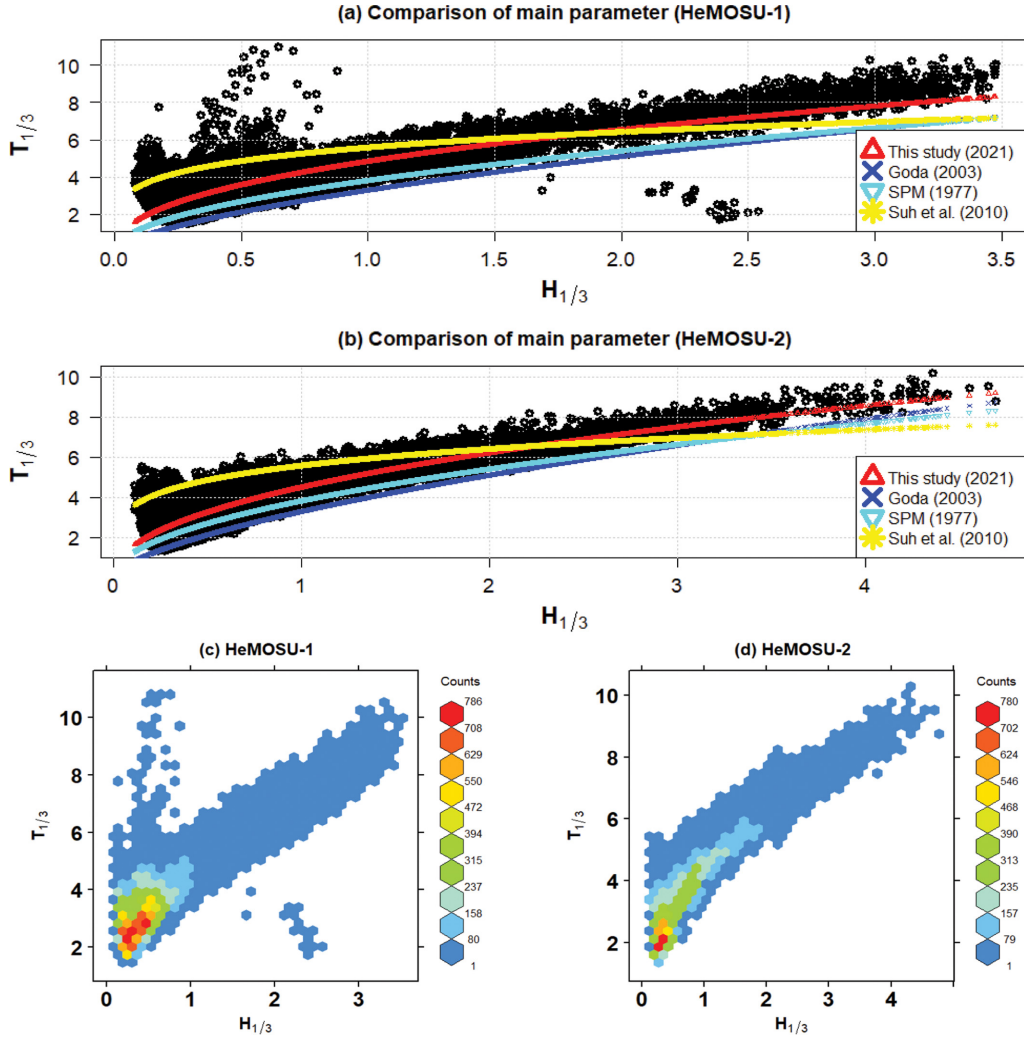 (a) Comparison of main parameter (HeMOSU-1)
T1/3
10
8
6
4
2
This study (2021)
Goda (2003)
SPM (1977)
Suh et al. (2010)
0.0 0.5 1.0 1.5 2.0 2.5 3.0 3.5
H1/3
(b) Comparison of main parameter (HeMOSU-2)
T1/3
10
8
6
4
2
This study (2021)
Goda (2003)
SPM (1977)
Suh et al. (2010)
0 1 2 3 4
H1/3
(c) HeMOSU-1
T1/3
10
8
6
4
2
0 1 2 3
H1/3
Counts
786
708
629
550
472
394
315
237
158
80
1
(d) HeMOSU-2
T1/3
10
8
6
4
2
0 1 2 3 4
H1/3
Counts
780
702
624
546
468
390
313
235
157
79
1